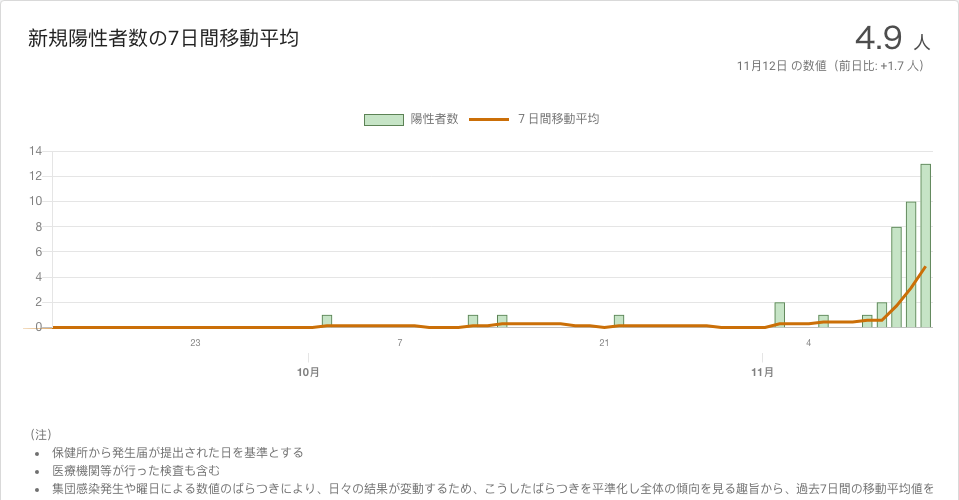 新規陽性者数の7日間移動平均
4.9 人
11月12日 の数値（前日比: +1.7 人）
陽性者数 7 日間移動平均
14
12
10
8
6
4
2
0
23 7 21 4
10月 11月
（注）
• 保健所から発生届が提出された日を基準とする
• 医療機関等が行った検査も含む
• 集団感染発生や曜日による数値のばらつきにより、日々の結果が変動するため、こうしたばらつきを平準化し全体の傾向を見る趣旨から、過去7日間の移動平均値を